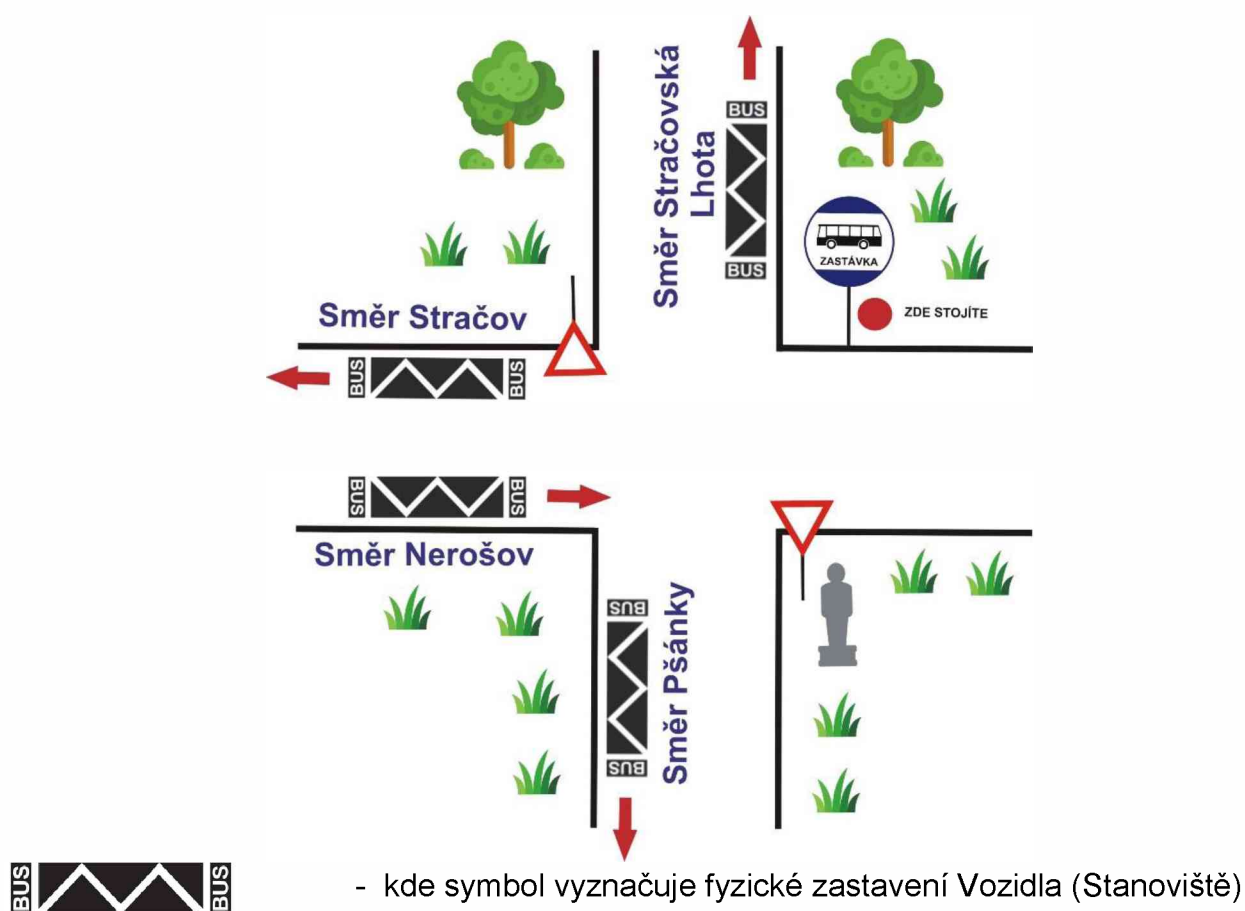 Směr Stračovská
Lhota
BUS
BUS
ZASTÁVKA
ZDE STOJÍTE
Směr Stračov
BUS
BUS
BUS
BUS
Směr Nerošov
BUS
BUS
Směr Pšánky
BUS
BUS
- kde symbol vyznačuje fyzické zastavení Vozidla (Stanoviště)